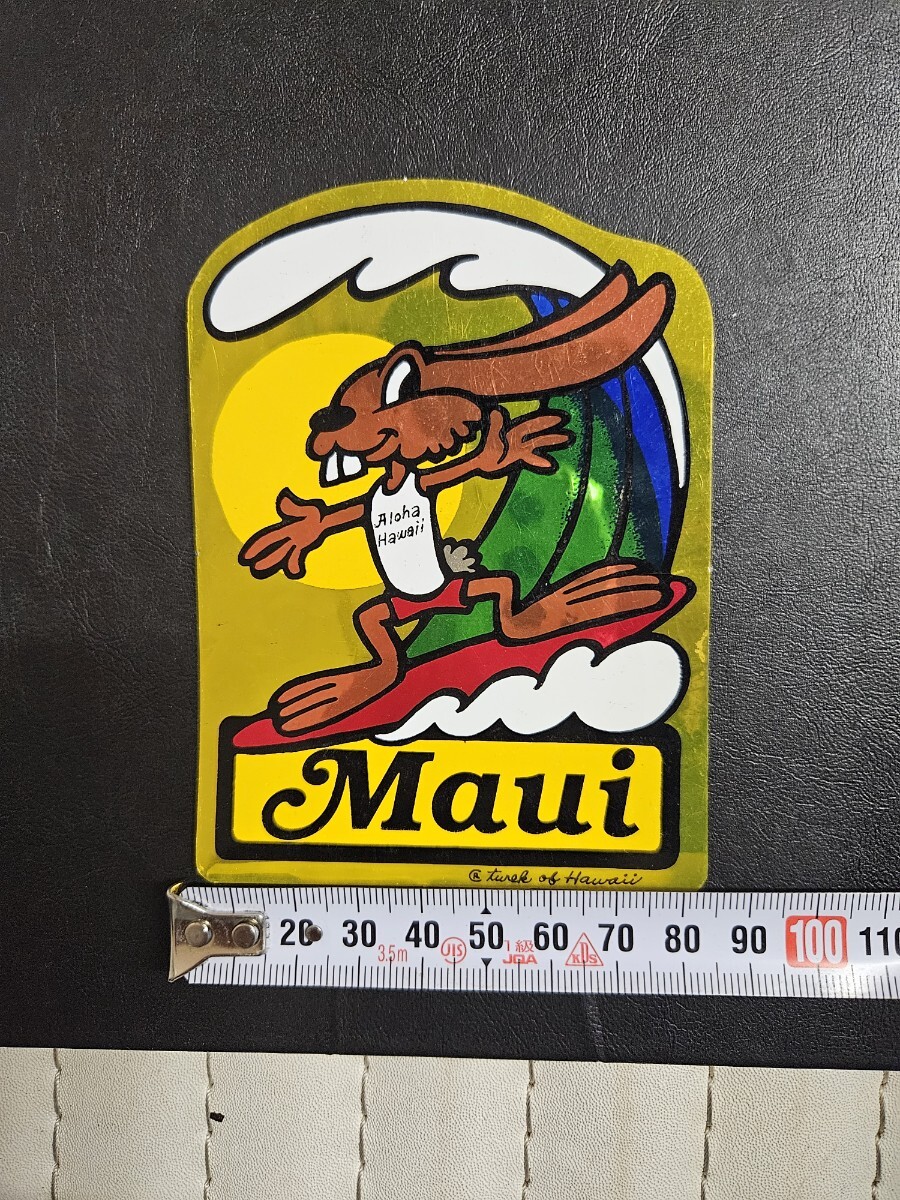 Aloha
Hawaii
Maui
® turek of Hawaii
20 30 40 50 60 70 80 90 100 110
3.5m JIS 1級 JQA KDS